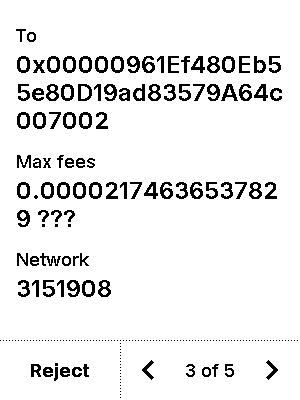 To
0x00000961Ef480Eb5
5e80D19ad83579A64c
007002
Max fees
0.0000217463653782
9 ???
Network
3151908
Reject
3 of 5